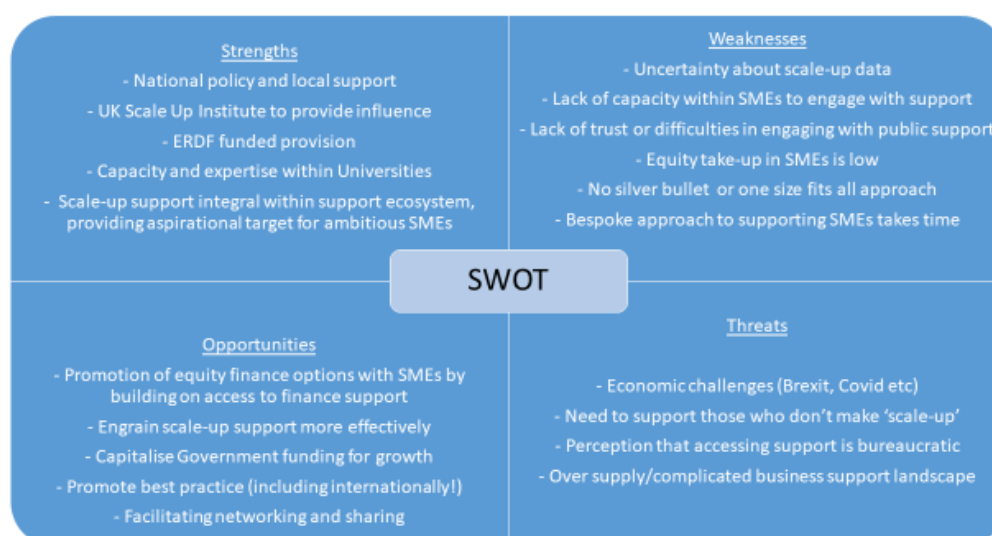 Strengths
- National policy and local support
- UK Scale Up Institute to provide influence
- ERDF funded provision
- Capacity and expertise within Universities
- Scale-up support integral within support ecosystem,
providing aspirational target for ambitious SMEs
Weaknesses
- Uncertainty about scale-up data
- Lack of capacity within SMEs to engage with support
- Lack of trust or difficulties in engaging with public support
- Equity take-up in SMEs is low
- No silver bullet or one size fits all approach
- Bespoke approach to supporting SMEs takes time
SWOT
Opportunities
- Promotion of equity finance options with SMEs by
building on access to finance support
- Engrain scale-up support more effectively
- Capitalise Government funding for growth
- Promote best practice (including internationally!)
- Facilitating networking and sharing
Threats
- Economic challenges (Brexit, Covid etc)
- Need to support those who don't make ‘scale-up’
- Perception that accessing support is bureaucratic
- Over supply/complicated business support landscape